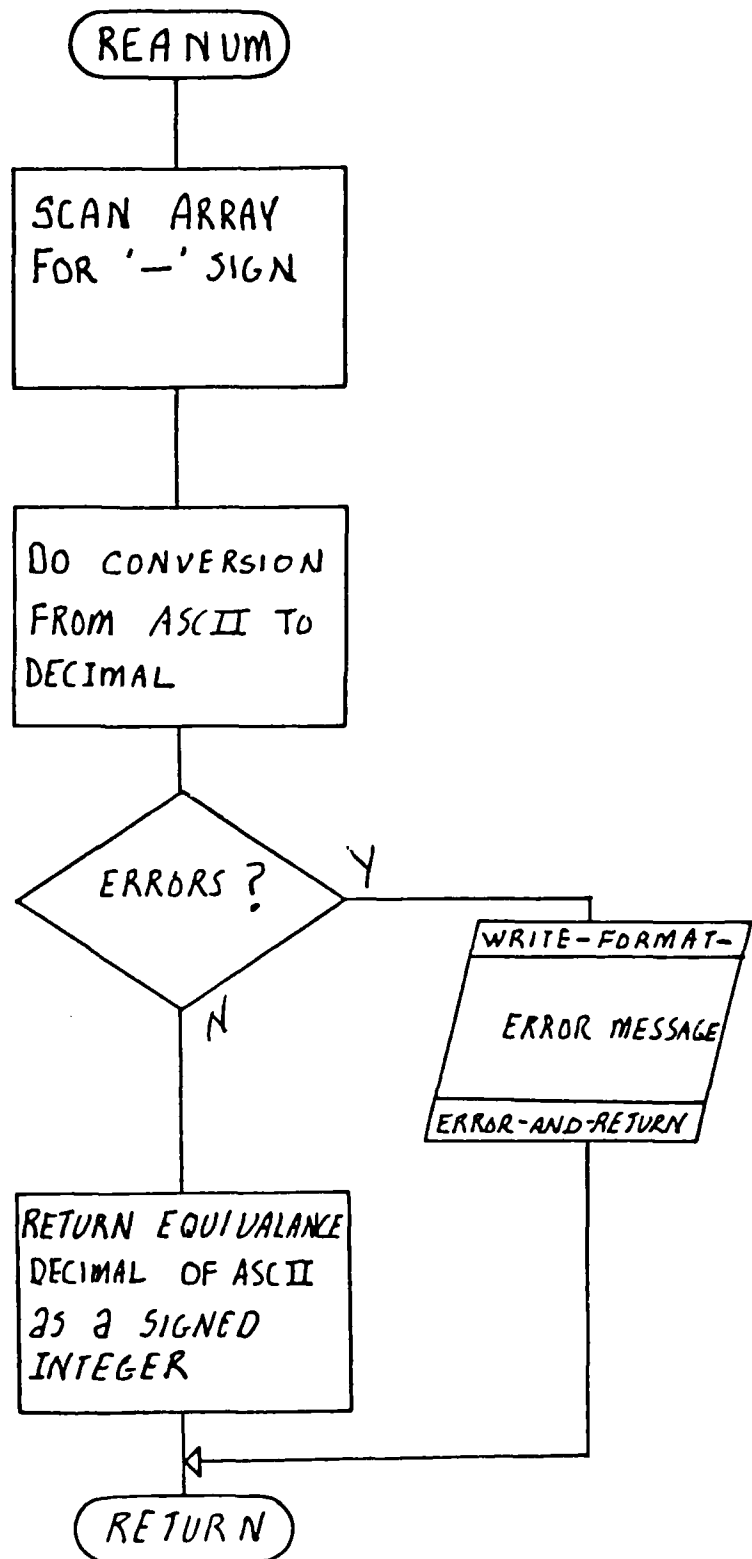 REANUM
SCAN ARRAY
FOR '-' SIGN
DO CONVERSION
FROM ASCII TO
DECIMAL
ERRORS?
Y
N
WRITE-FORMAT-
ERROR MESSAGE
ERROR-AND-RETURN
RETURN EQUIVALANCE
DECIMAL OF ASCII
as a SIGNED
INTEGER
RETURN